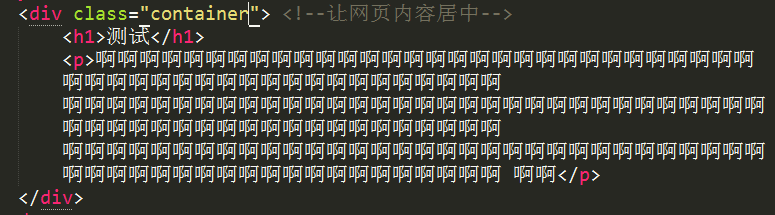 <div class="container"> <!--让网页内容居中-->
<h1>测试</h1>
<p>啊啊啊啊啊啊啊啊啊啊啊啊啊啊啊啊啊啊啊啊啊啊啊啊啊啊啊啊啊啊
啊啊啊啊啊啊啊啊啊啊啊啊啊啊啊啊啊啊啊啊
啊啊啊啊啊啊啊啊啊啊啊啊啊啊啊啊啊啊啊啊啊啊啊啊啊啊啊啊啊啊啊啊
啊啊啊啊啊啊啊啊啊啊啊啊啊啊啊啊啊啊啊啊
啊啊啊啊啊啊啊啊啊啊啊啊啊啊啊啊啊啊啊啊啊啊啊啊啊啊啊啊啊啊啊啊
啊啊啊啊啊啊啊啊啊啊啊啊啊啊啊啊啊啊啊啊 啊啊</p>
</div>